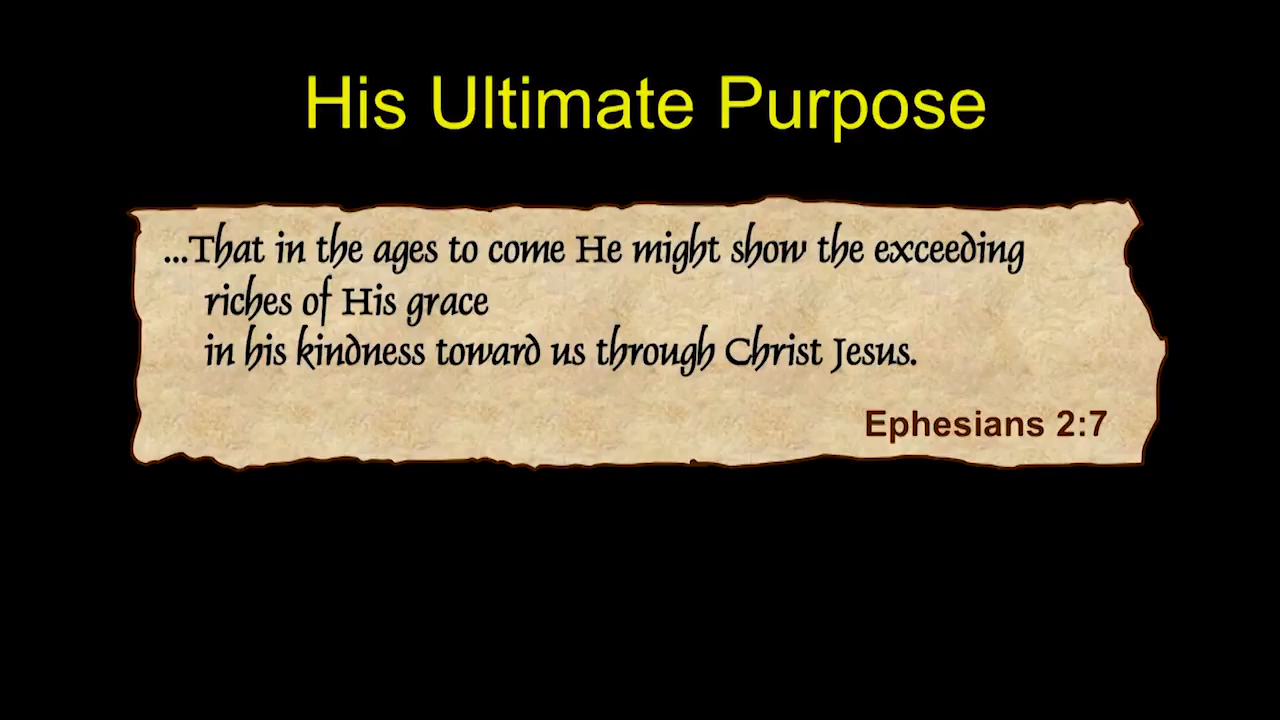 His Ultimate Purpose
...That in the ages to come He might show the exceeding
riches of His grace
in his kindness toward us through Christ Jesus.
Ephesians 2:7